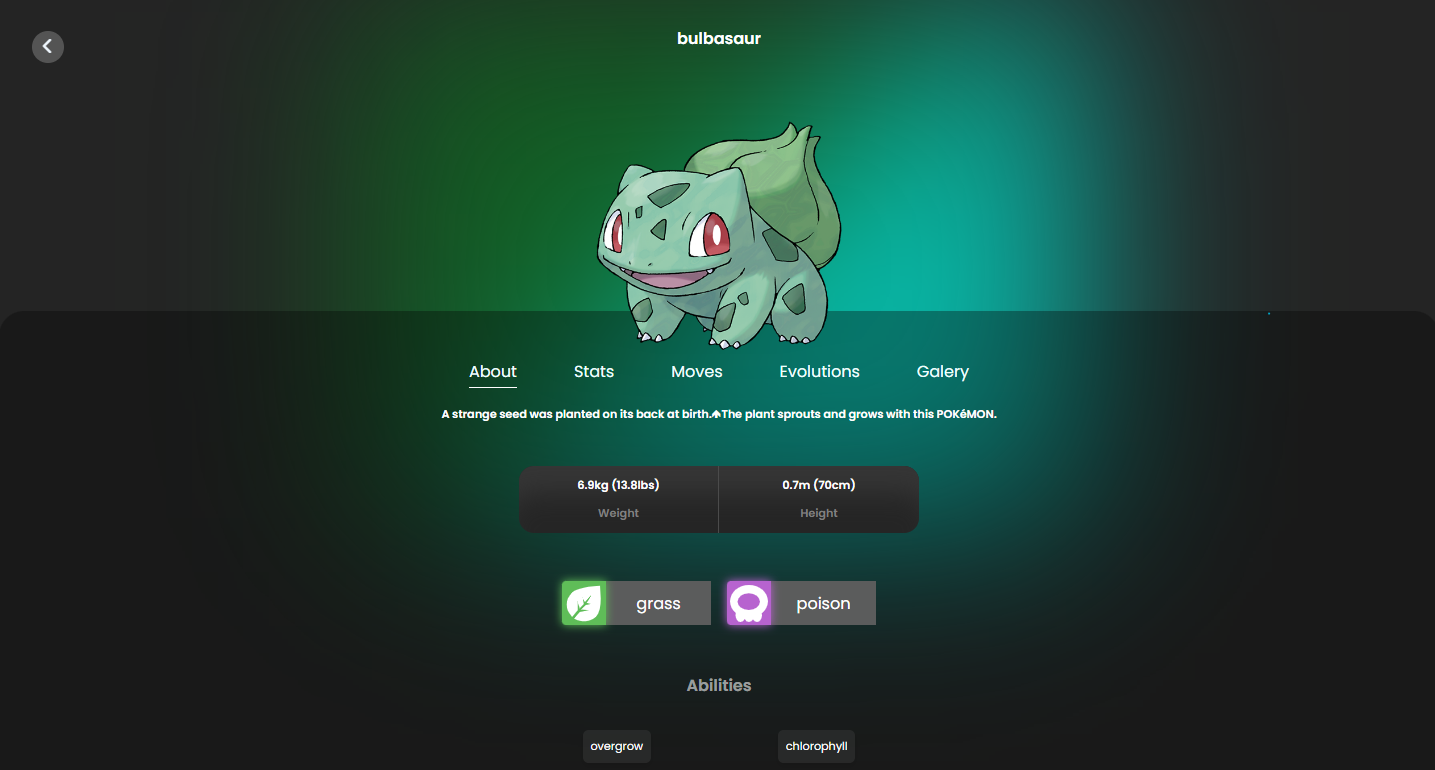 bulbasaur
About Stats Moves Evolutions Galery
A strange seed was planted on its back at birth.🡅The plant sprouts and grows with this POKéMON.
6.9kg (13.8lbs) 0.7m (70cm)
Weight Height
grass poison
Abilities
overgrow chlorophyll